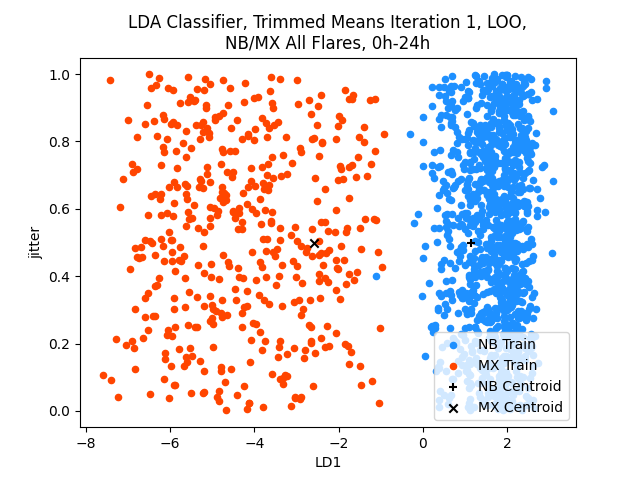 LDA Classifier, Trimmed Means Iteration 1, LOO,
NB/MX All Flares, 0h-24h
1.0
0.8
0.6
0.4
0.2
0.0
jitter
−8
−6
−4
−2
0
2
LD1
NB Train
MX Train
NB Centroid
MX Centroid